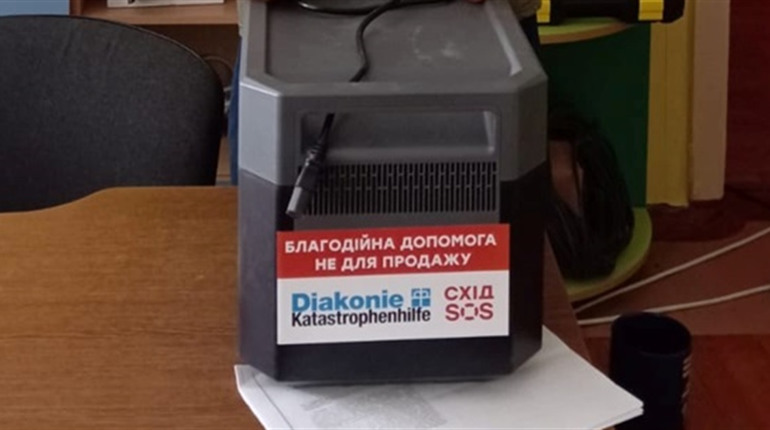 БЛАГОДІЙНА ДОПОМОГА
НЕ ДЛЯ ПРОДАЖУ
Diakonie
Katastrophenhilfe
СХІД
SOS